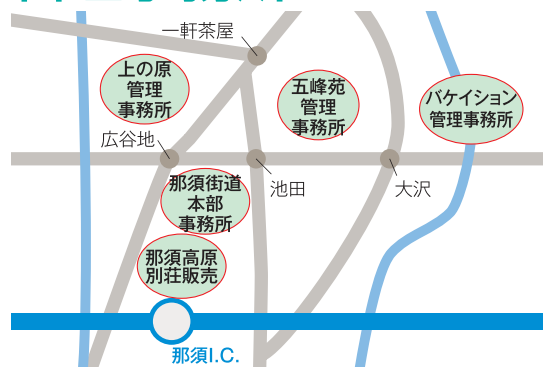 一軒茶屋
上の原
管理
事務所
五峰苑
管理
事務所
バケイション
管理事務所
広谷地
池田
大沢
那須街道
本部
事務所
那須高原
別荘販売
那須I.C.